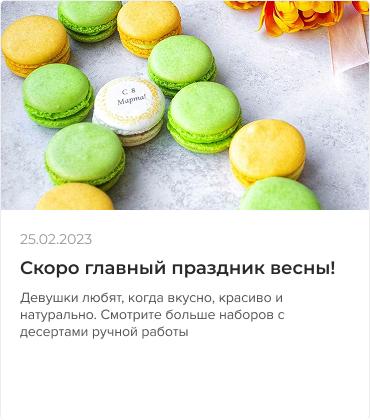 С 8
Марта!
25.02.2023
Скоро главный праздник весны!
Девушки любят, когда вкусно, красиво и
натурально. Смотрите больше наборов с
десертами ручной работы